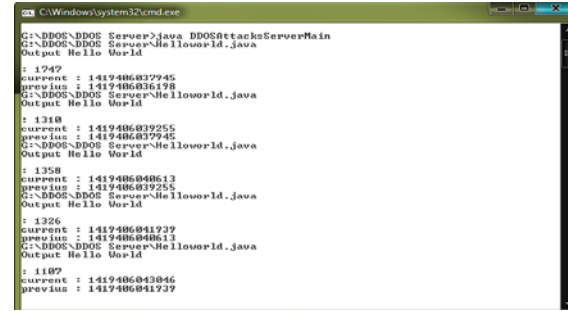 C:\Windows\system32\cmd.exe
G:\DDOS\DDOS Server>java DDOSAttacksServerMain
G:\DDOS\DDOS Server\Helloworld.java
Output Hello World
: 1747
current : 1419406037945
previus : 1419406036198
G:\DDOS\DDOS Server\Helloworld.java
Output Hello World
: 1310
current : 1419406039255
previus : 1419406037945
G:\DDOS\DDOS Server\Helloworld.java
Output Hello World
: 1358
current : 1419406040613
previus : 1419406039255
G:\DDOS\DDOS Server\Helloworld.java
Output Hello World
: 1326
current : 1419406041939
previus : 1419406040613
G:\DDOS\DDOS Server\Helloworld.java
Output Hello World
: 1107
current : 1419406043046
previus : 1419406041939